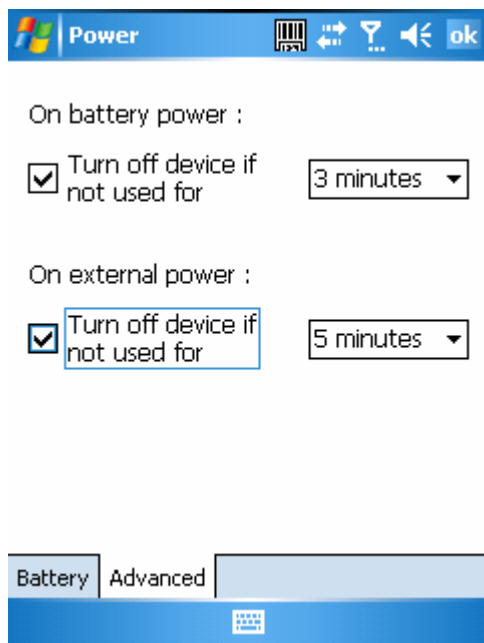 Power
ok
On battery power :
Turn off device if
not used for
3 minutes
On external power :
Turn off device if
not used for
5 minutes
Battery
Advanced